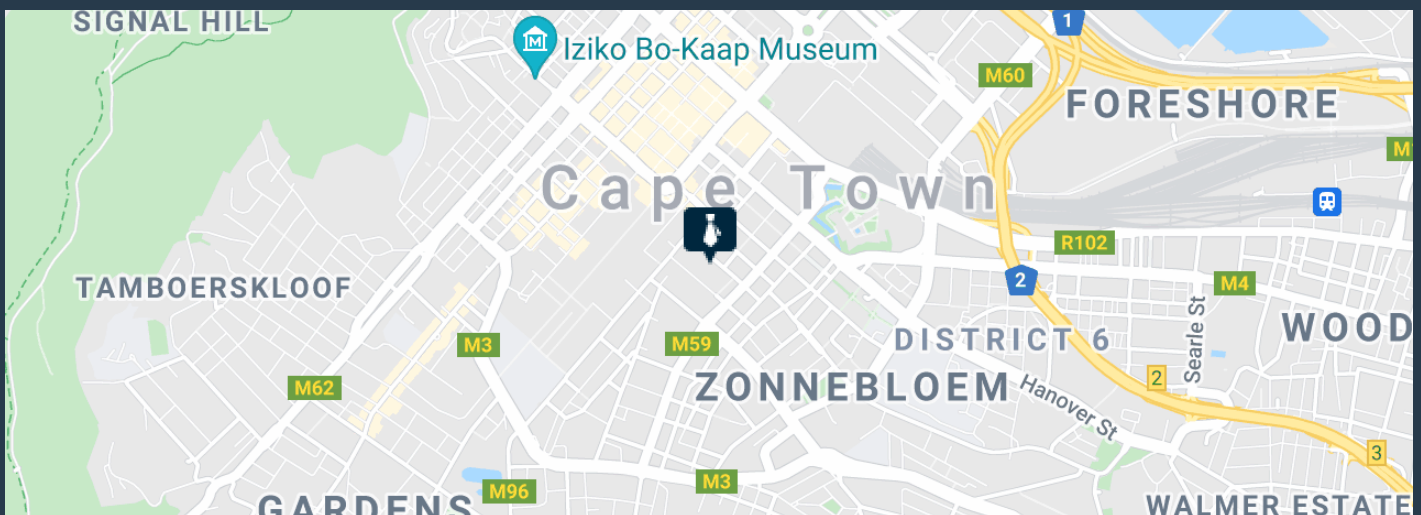 SIGNAL HILL
1
Iziko Bo-Kaap Museum
M60
FORESHORE
Cape Town
R102
TAMBOERSKLOOF
2
M4
Searle St
M3
M59
DISTRICT 6
WOOD
M62
ZONNEBLOEM
2
Hanover St
3
M3
M96
GARDENS
WALMER ESTATE